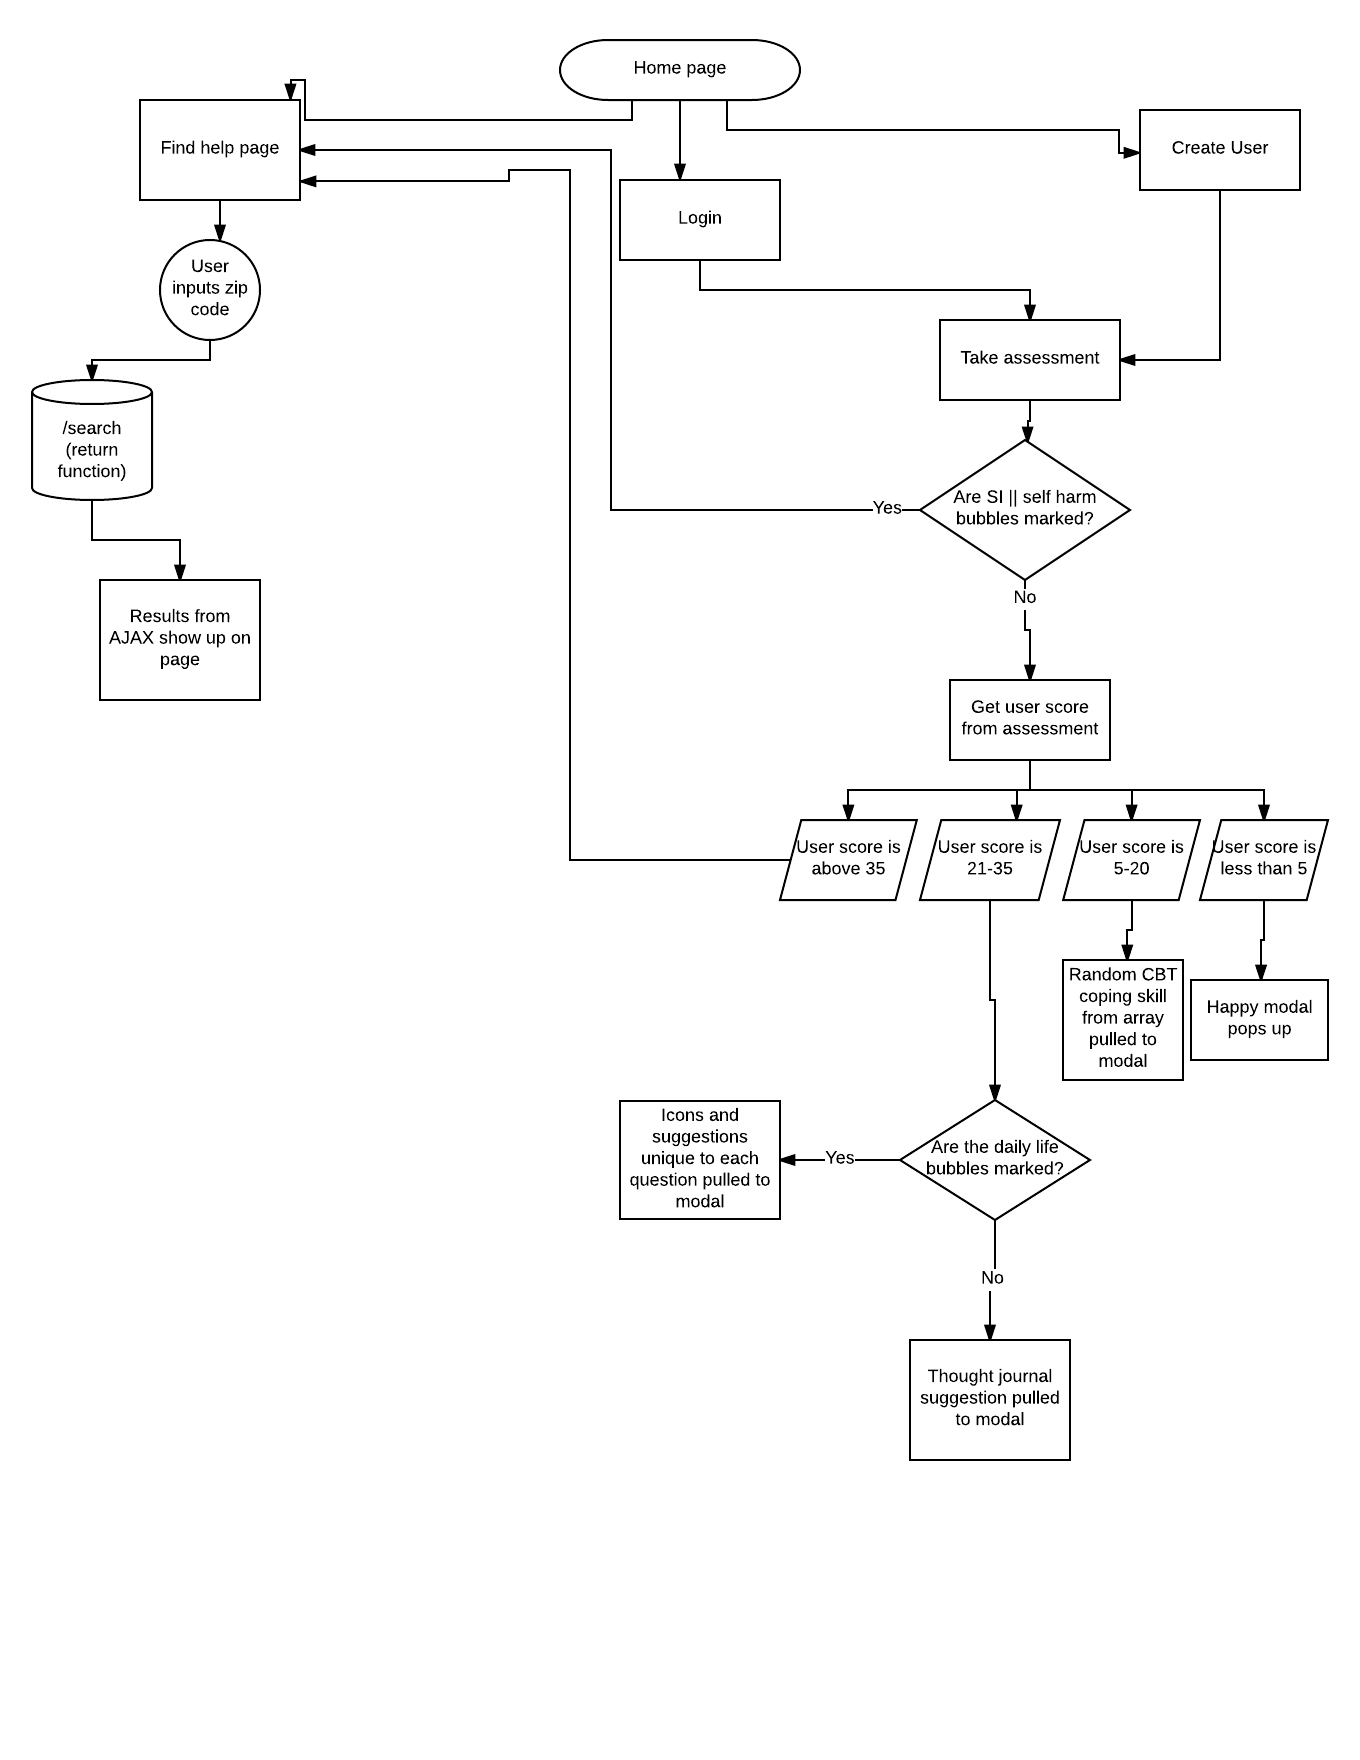 Home page
Find help page
Create User
Login
User
inputs zip
code
Take assessment
/search
(return
function)
Are SI || self harm
bubbles marked?
Yes
No
Results from
AJAX show up on
page
Get user score
from assessment
User score is
above 35
User score is
21-35
User score is
5-20
User score is
less than 5
Random CBT
coping skill
from array
pulled to
modal
Happy modal
pops up
Icons and
suggestions
unique to each
question pulled to
modal
Yes
Are the daily life
bubbles marked?
No
Thought journal
suggestion pulled
to modal